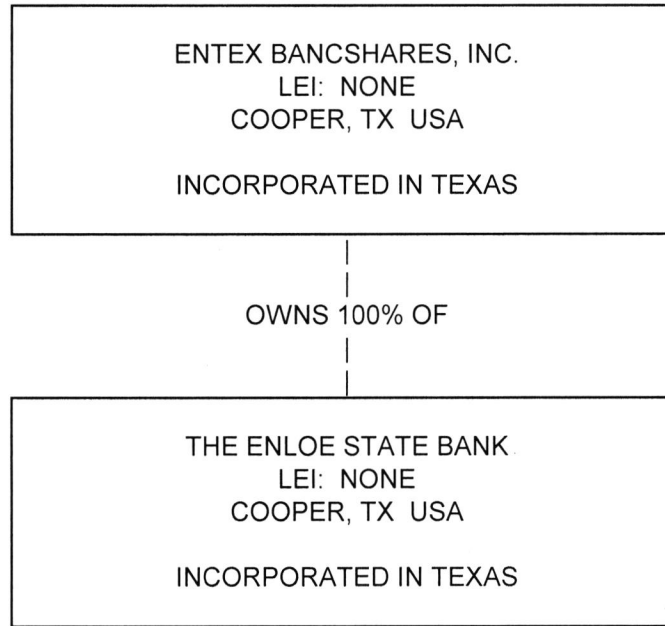 ENTEX BANCSHARES, INC.
LEI: NONE
COOPER, TX USA
INCORPORATED IN TEXAS
OWNS 100% OF
THE ENLOE STATE BANK
LEI: NONE
COOPER, TX USA
INCORPORATED IN TEXAS